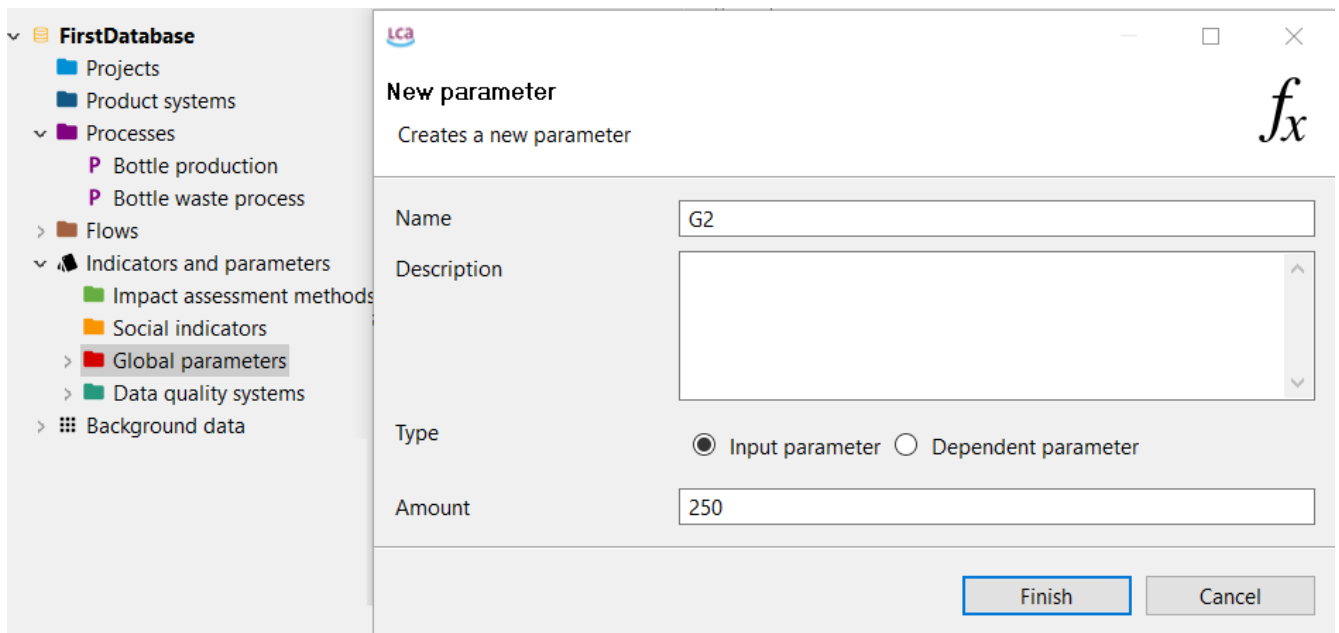 FirstDatabase
Projects
Product systems
Processes
P Bottle production
P Bottle waste process
Flows
Indicators and parameters
Impact assessment methods
Social indicators
Global parameters
Data quality systems
Background data
LCA
New parameter
Creates a new parameter
fx
Name
G2
Description
Type
Input parameter Dependent parameter
Amount
250
Finish Cancel